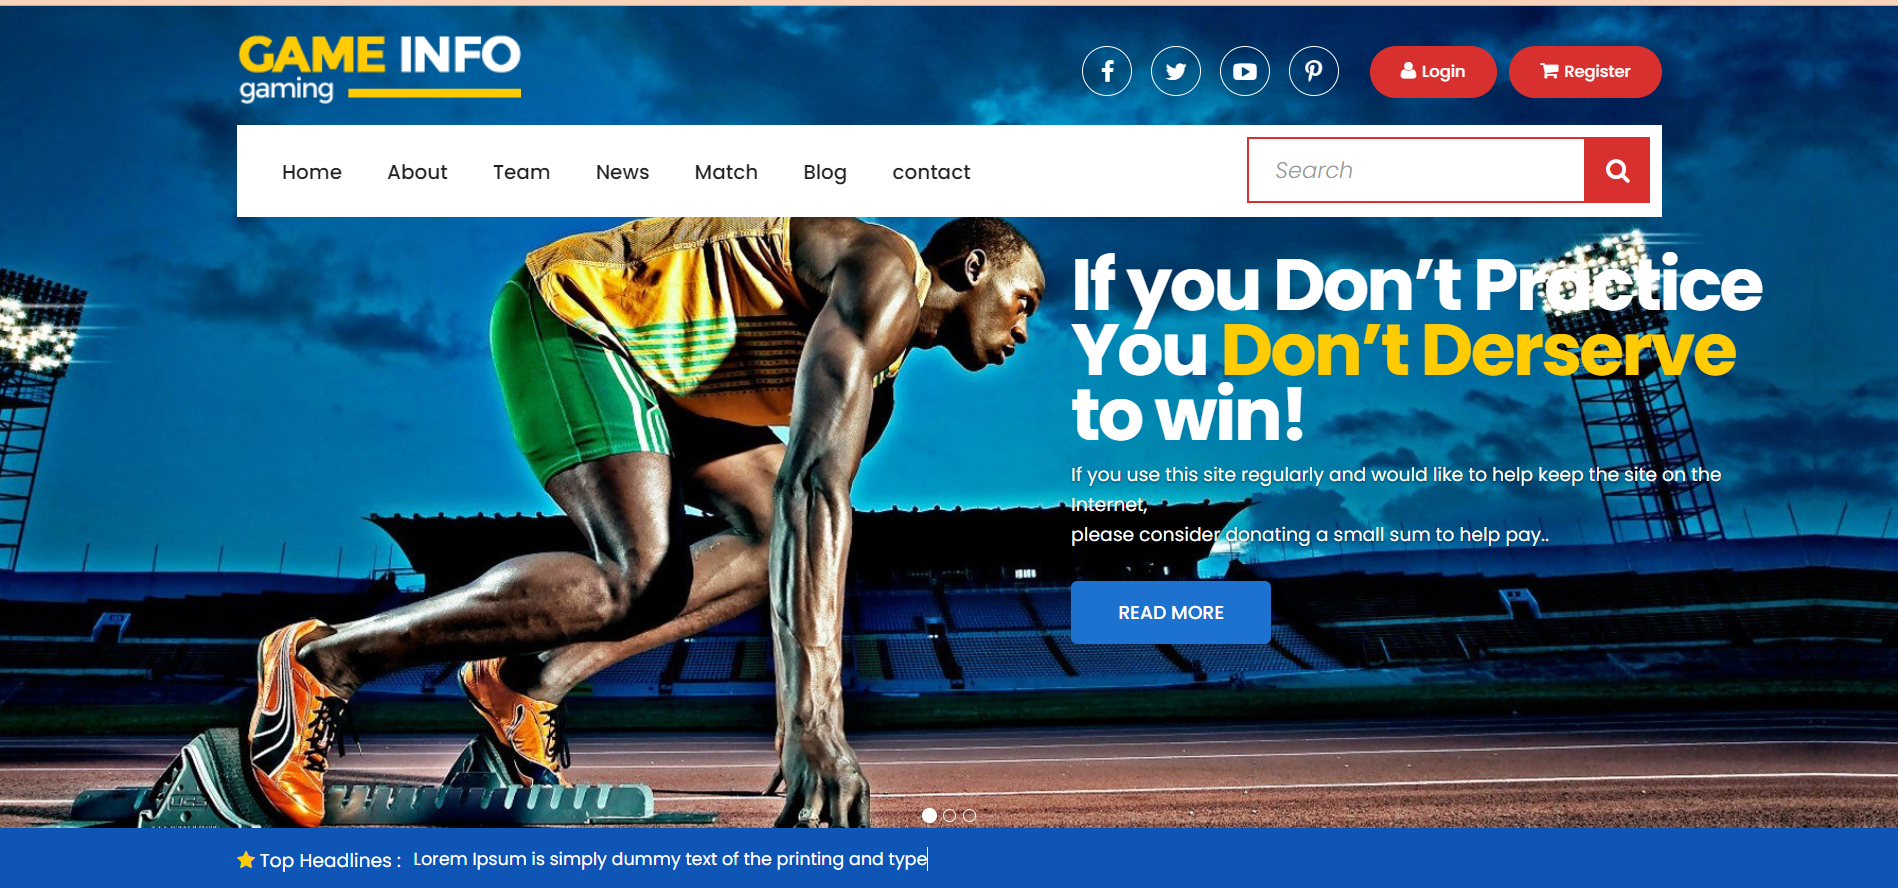 GAME INFO
gaming
Login
Register
Home About Team News Match Blog contact
Search
If you Don't Practice
You Don't Derserve
to win!
If you use this site regularly and would like to help keep the site on the
Internet,
please consider donating a small sum to help pay..
READ MORE
Top Headlines : Lorem Ipsum is simply dummy text of the printing and type